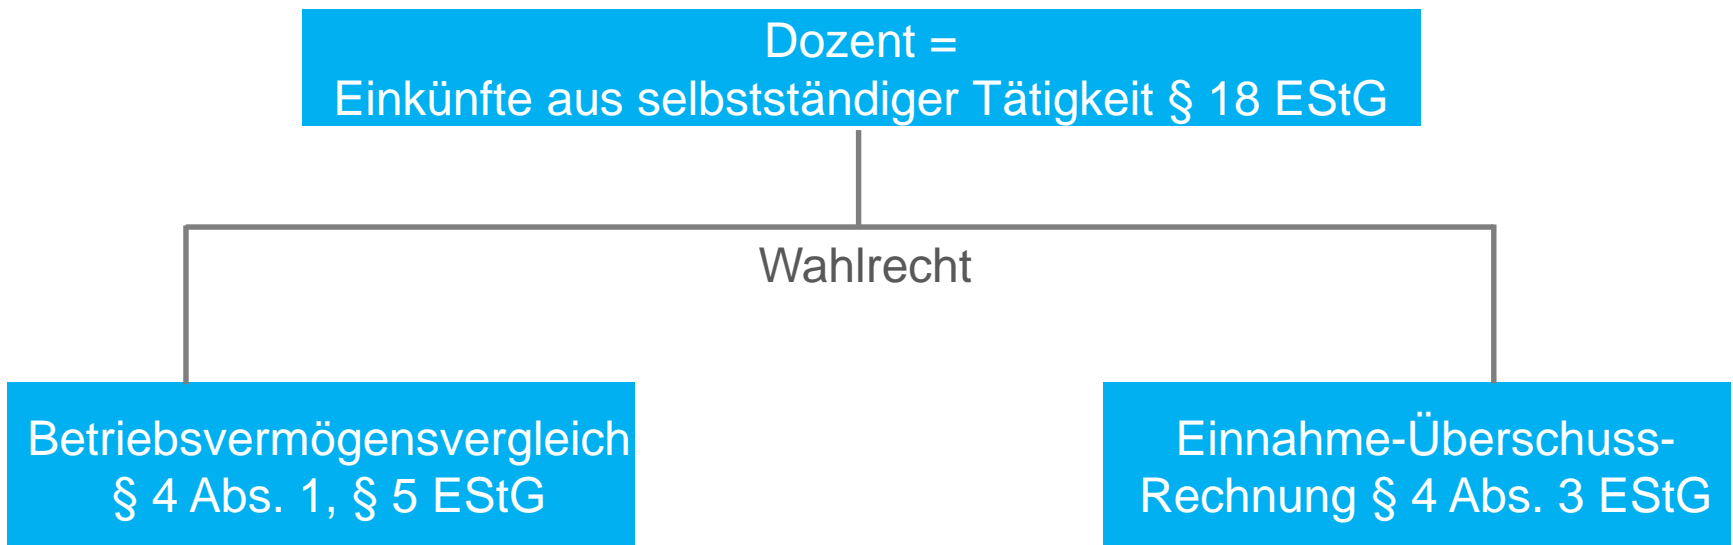 Dozent =
Einkünfte aus selbstständiger Tätigkeit § 18 EStG
Wahlrecht
Betriebsvermögensvergleich
§ 4 Abs. 1, § 5 EStG
Einnahme-Überschuss-
Rechnung § 4 Abs. 3 EStG